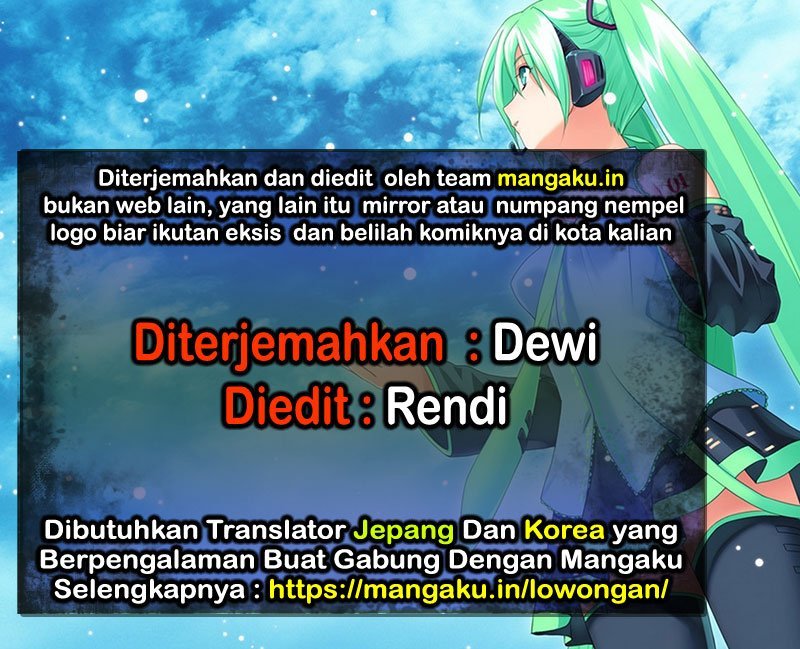 Diterjemahkan dan diedit oleh team mangaku.in
bukan web lain, yang lain itu mirror atau numpang nempel
logo biar ikutan eksis dan belilah komiknya di kota kalian
01
Diterjemahkan : Dewi
Diedit : Rendi
Dibutuhkan Translator Jepang Dan Korea yang
Berpengalaman Buat Gabung Dengan Mangaku
Selengkapnya : https://mangaku.in/lowongan/